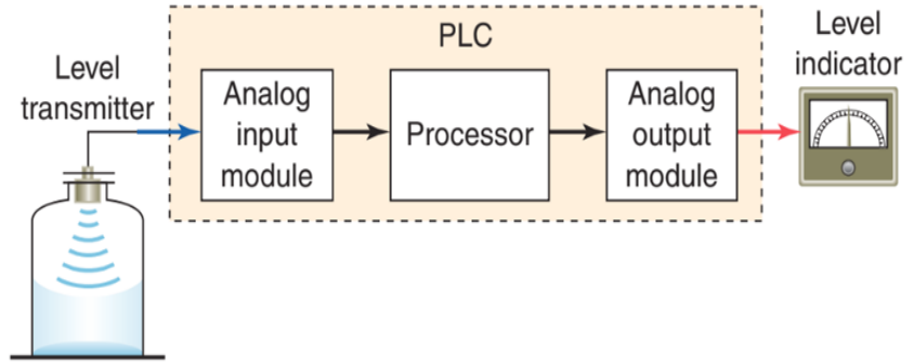 PLC
Level
transmitter
Analog
input
module
Processor
Analog
output
module
Level
indicator